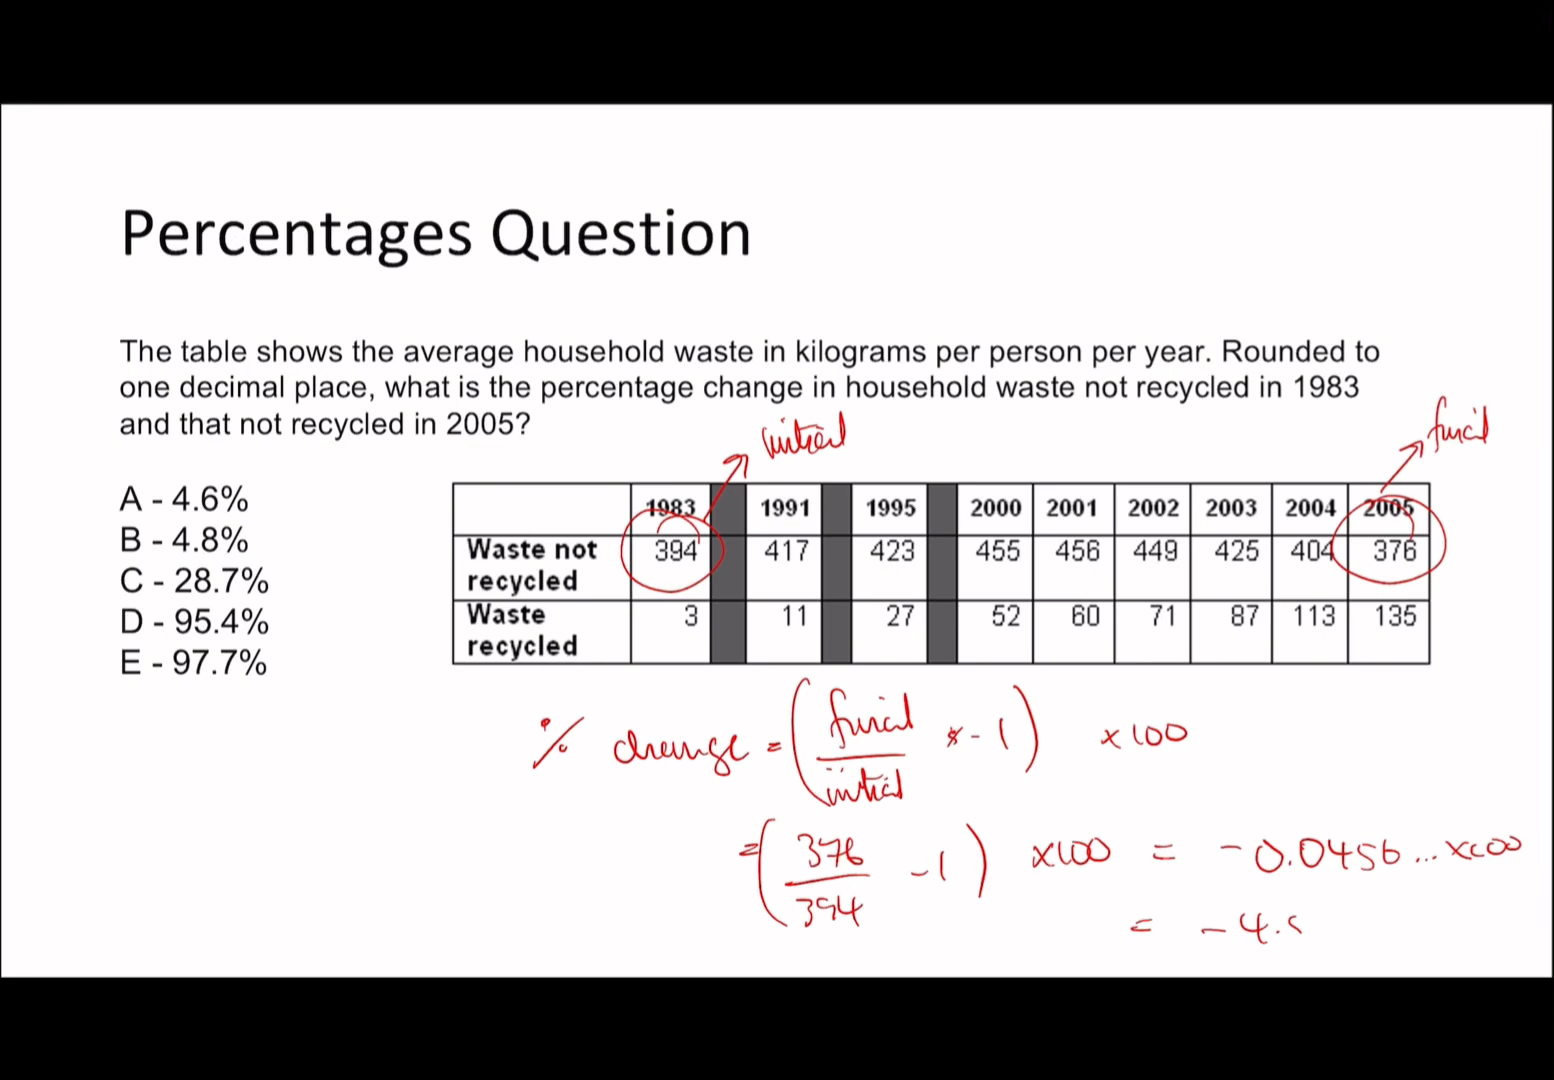 Percentages Question
The table shows the average household waste in kilograms per person per year. Rounded to
one decimal place, what is the percentage change in household waste not recycled in 1983
and that not recycled in 2005?
initial
final
A - 4.6%
B - 4.8%
C - 28.7%
D - 95.4%
E - 97.7%
1983 1991 1995 2000 2001 2002 2003 2004 2005
Waste not recycled 394 417 423 455 456 449 425 404 376
Waste recycled 3 11 27 52 60 71 87 113 135
% change = (final/initial - 1) x100
= (376/394 - 1) x100 = -0.0456... x100
= -4.